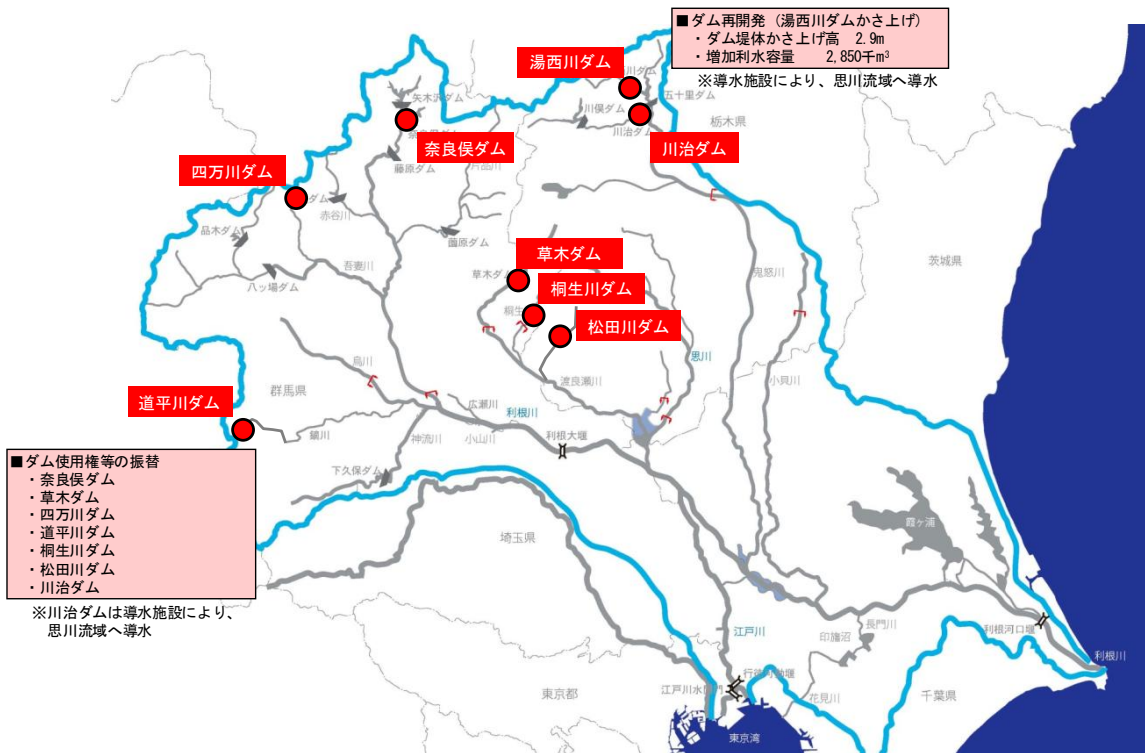 ■ダム再開発（湯西川ダムかさ上げ）
・ダム堤体かさ上げ高　2.9m
・増加利水容量　2,850千m³
※導水施設により、思川流域へ導水
湯西川ダム
川ダム
五十里ダム
川俣ダム
川治ダム
栃木県
川治ダム
矢木沢ダム
奈良俣ダム
藤原ダム
片品川
四万川ダム
ダム
赤谷川
品木ダム
薗原ダム
吾妻川
八ッ場ダム
草木ダム
草木ダム
桐生川ダム
桐生
松田川ダム
鬼怒川
茨城県
思川
小貝川
渡良瀬川
烏川
群馬県
道平川ダム
広瀬川
利根川
鏑川
神流川
小山川
利根大堰
下久保ダム
■ダム使用権等の振替
・奈良俣ダム
・草木ダム
・四万川ダム
・道平川ダム
・桐生川ダム
・松田川ダム
・川治ダム
※川治ダムは導水施設により、
思川流域へ導水
埼玉県
霞ヶ浦
江戸川
印旛沼
長門川
利根河口堰
利根川
行徳可動堰
江戸川水閘門
花見川
千葉県
東京都
東京湾